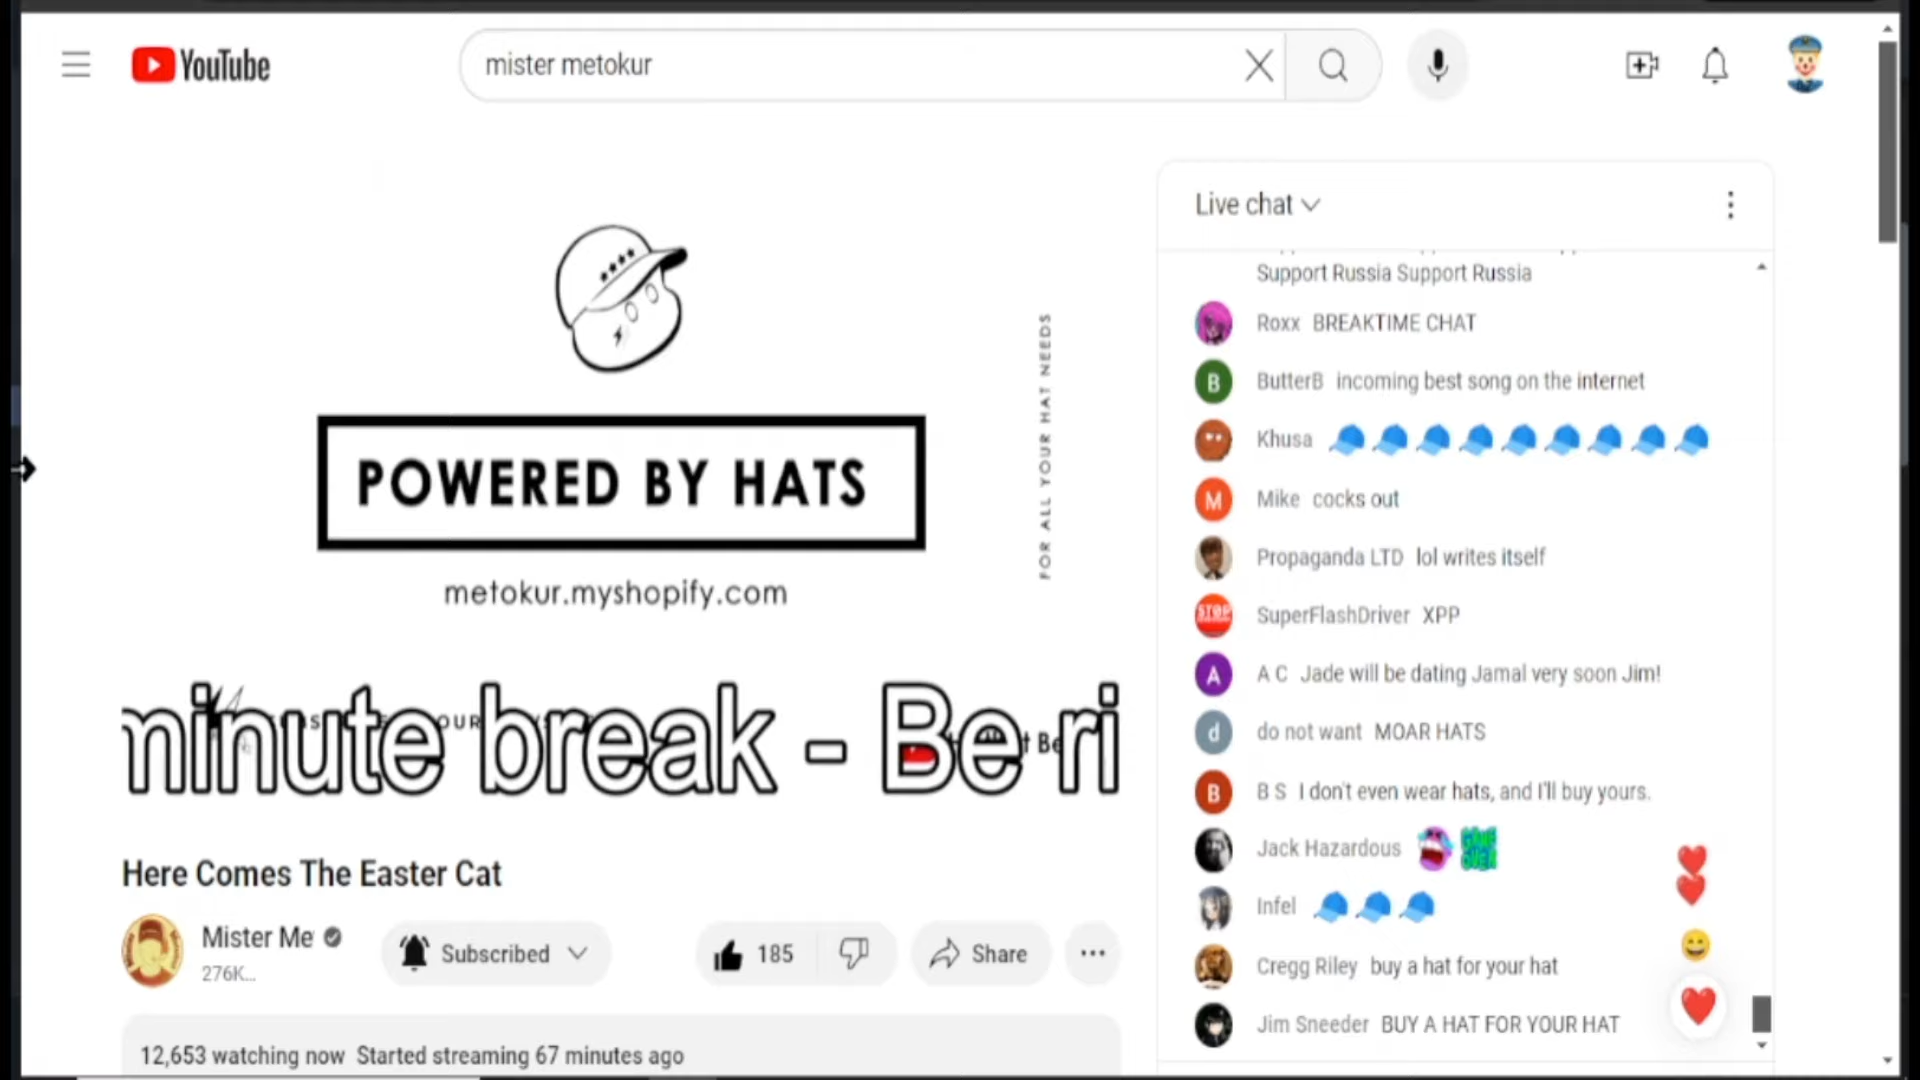 YouTube
mister metokur
Live chat
Support Russia Support Russia
Roxx BREAKTIME CHAT
B ButterB incoming best song on the internet
Khusa
M Mike cocks out
Propaganda LTD lol writes itself
STOP SuperFlashDriver XPP
A A C Jade will be dating Jamal very soon Jim!
d do not want MOAR HATS
B B S I don't even wear hats, and I'll buy yours.
Jack Hazardous GAME OVER
Infel
Cregg Riley buy a hat for your hat
Jim Sneeder BUY A HAT FOR YOUR HAT
FOR ALL YOUR HAT NEEDS
POWERED BY HATS
metokur.myshopify.com
minute break - Be ri
Here Comes The Easter Cat
Mister Me
276K...
Subscribed
185
Share
12,653 watching now Started streaming 67 minutes ago